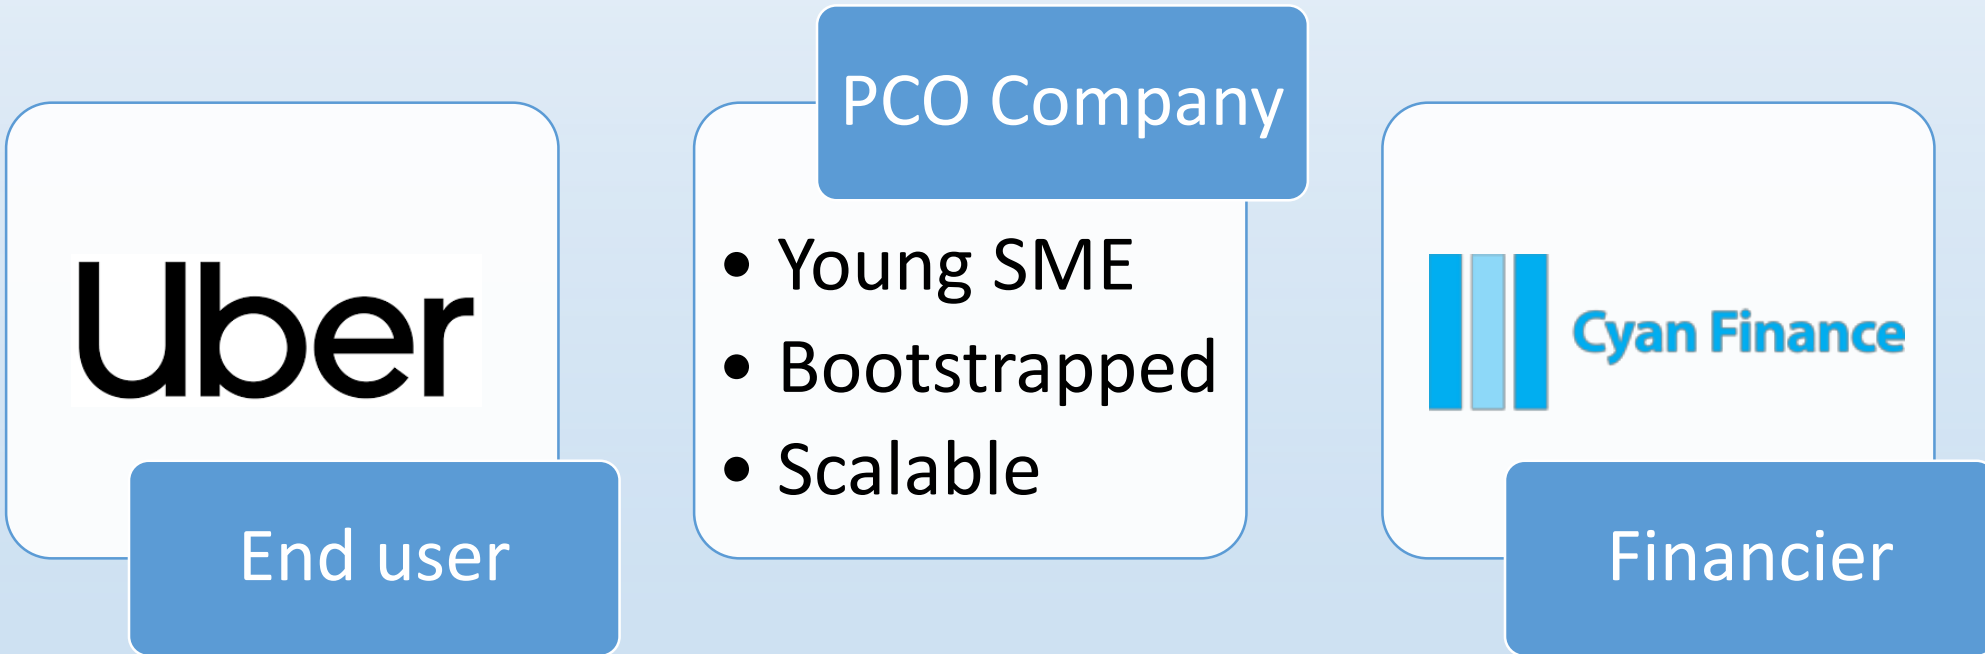 Uber
End user
PCO Company
• Young SME
• Bootstrapped
• Scalable
Cyan Finance
Financier